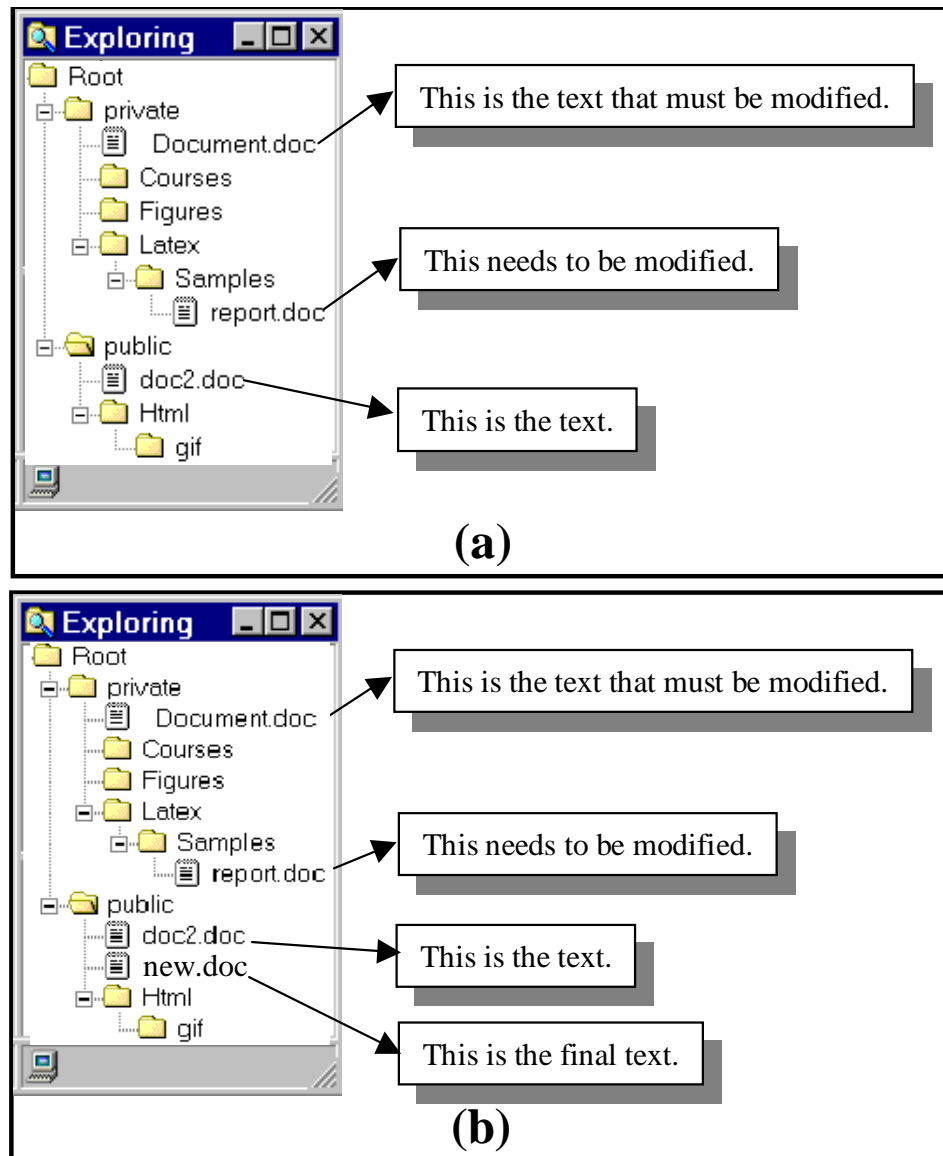 Exploring
Root
private
Document.doc
This is the text that must be modified.
Courses
Figures
Latex
This needs to be modified.
Samples
report.doc
public
doc2.doc
This is the text.
Html
gif
(a)
Exploring
Root
private
This is the text that must be modified.
Document.doc
Courses
Figures
Latex
Samples
This needs to be modified.
report.doc
public
doc2.doc
This is the text.
new.doc
Html
gif
This is the final text.
(b)